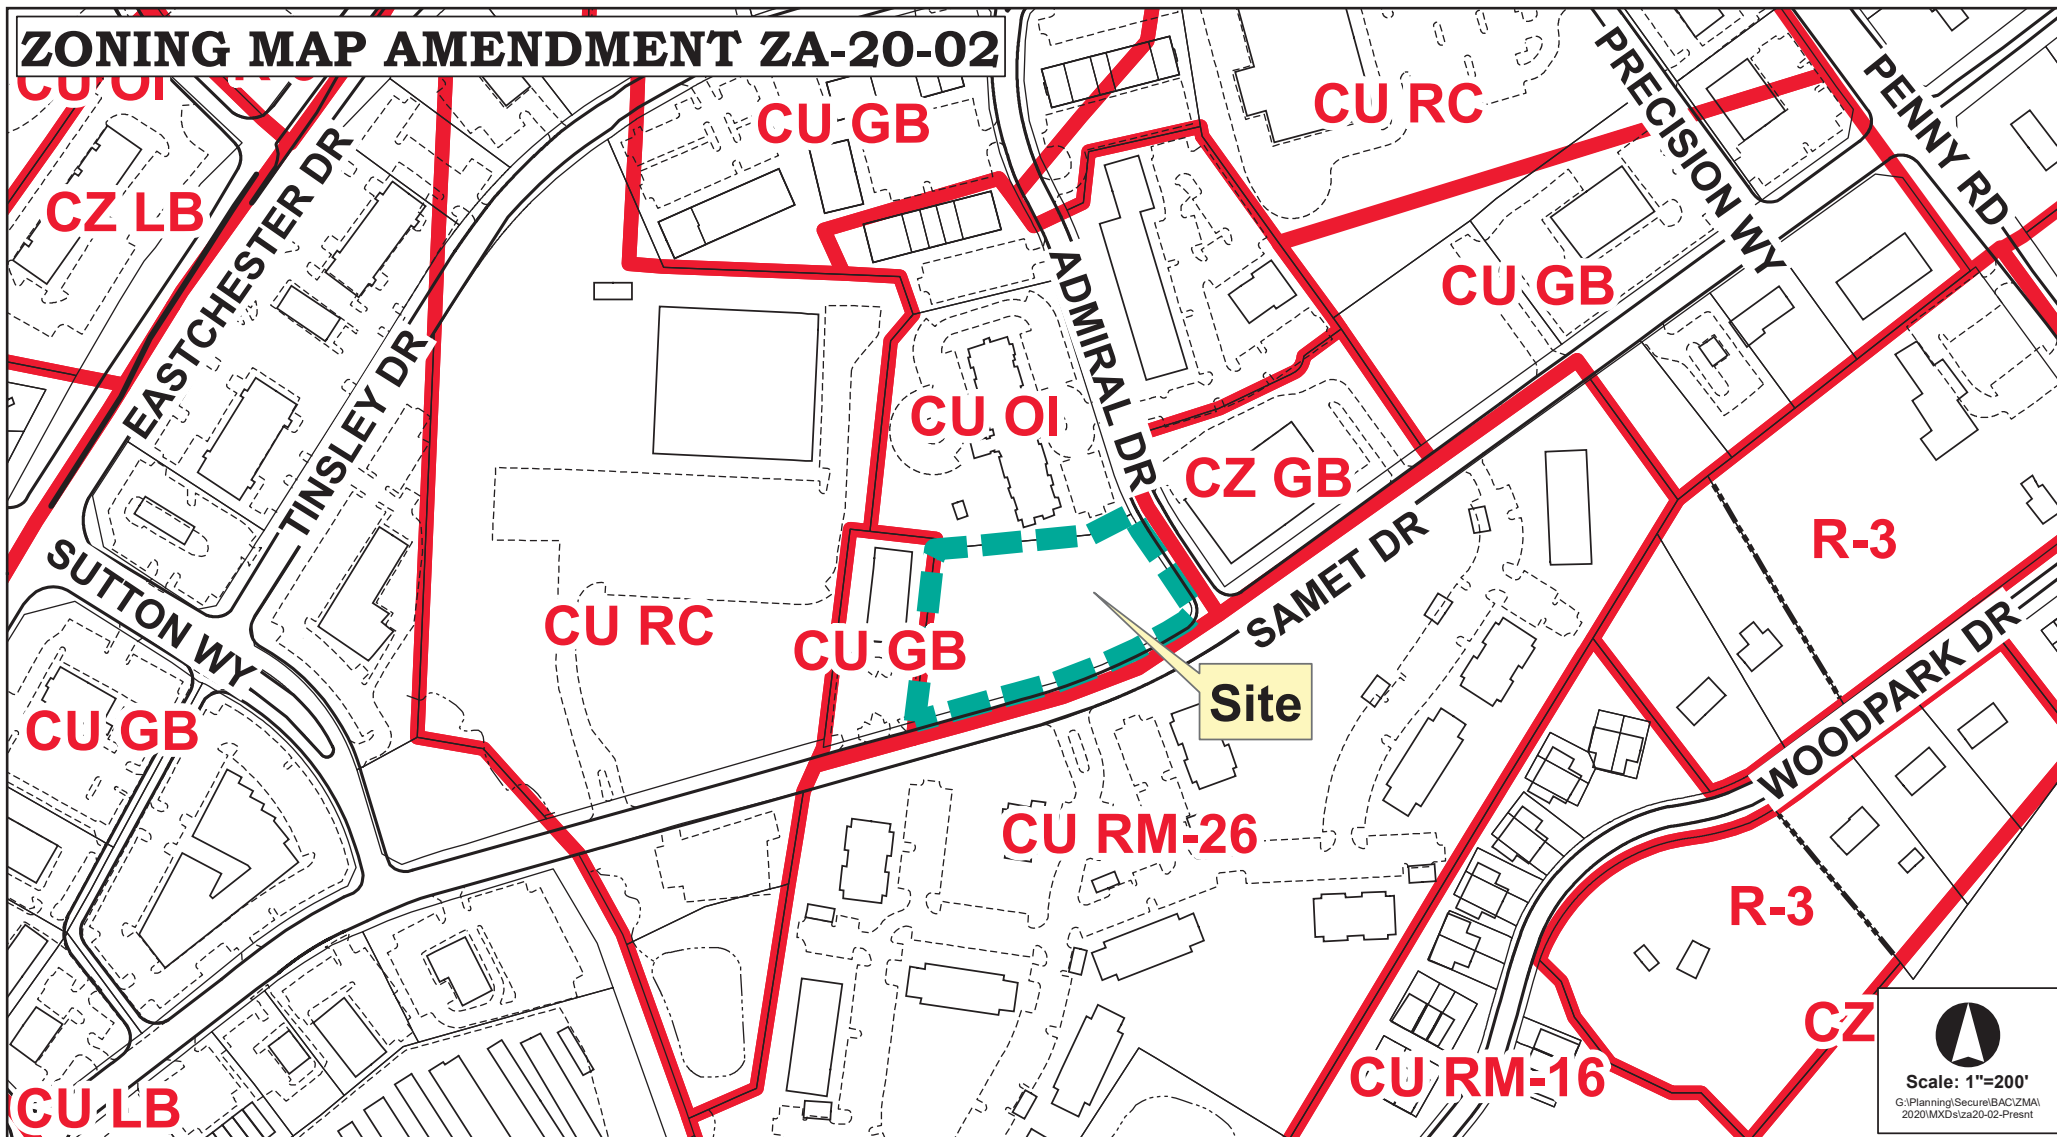 ZONING MAP AMENDMENT ZA-20-02
CU OI
CU GB
CU RC
PRECISION WY
PENNY RD
CZ LB
EASTCHESTER DR
TINSLEY DR
ADMIRAL DR
CU GB
CU OI
CZ GB
SAMET DR
R-3
SUTTON WY
CU RC
CU GB
Site
WOODPARK DR
CU GB
CU RM-26
R-3
CZ
CU RM-16
CU LB
Scale: 1"=200'
G:\Planning\Secure\BAC\ZMA\
2020\MXDs\za20-02-Presnt